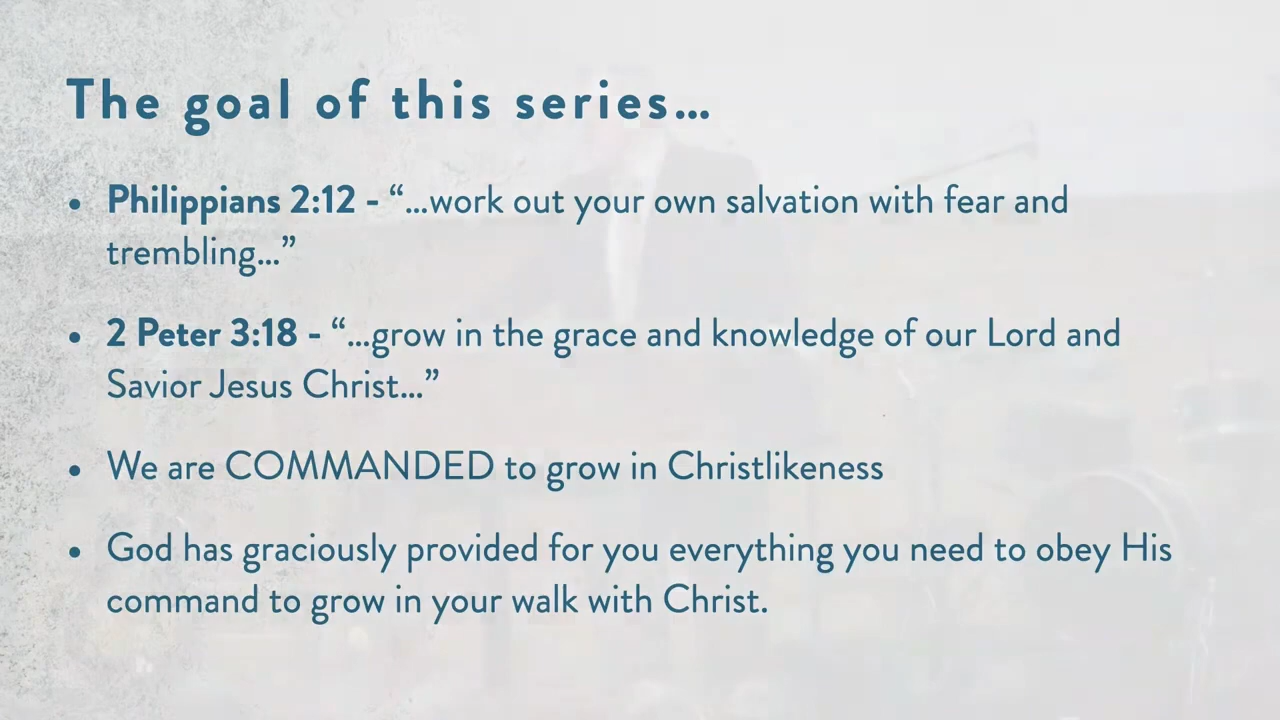 The goal of this series…
• Philippians 2:12 - “…work out your own salvation with fear and
trembling…”
• 2 Peter 3:18 - “…grow in the grace and knowledge of our Lord and
Savior Jesus Christ…”
• We are COMMANDED to grow in Christlikeness
• God has graciously provided for you everything you need to obey His
command to grow in your walk with Christ.